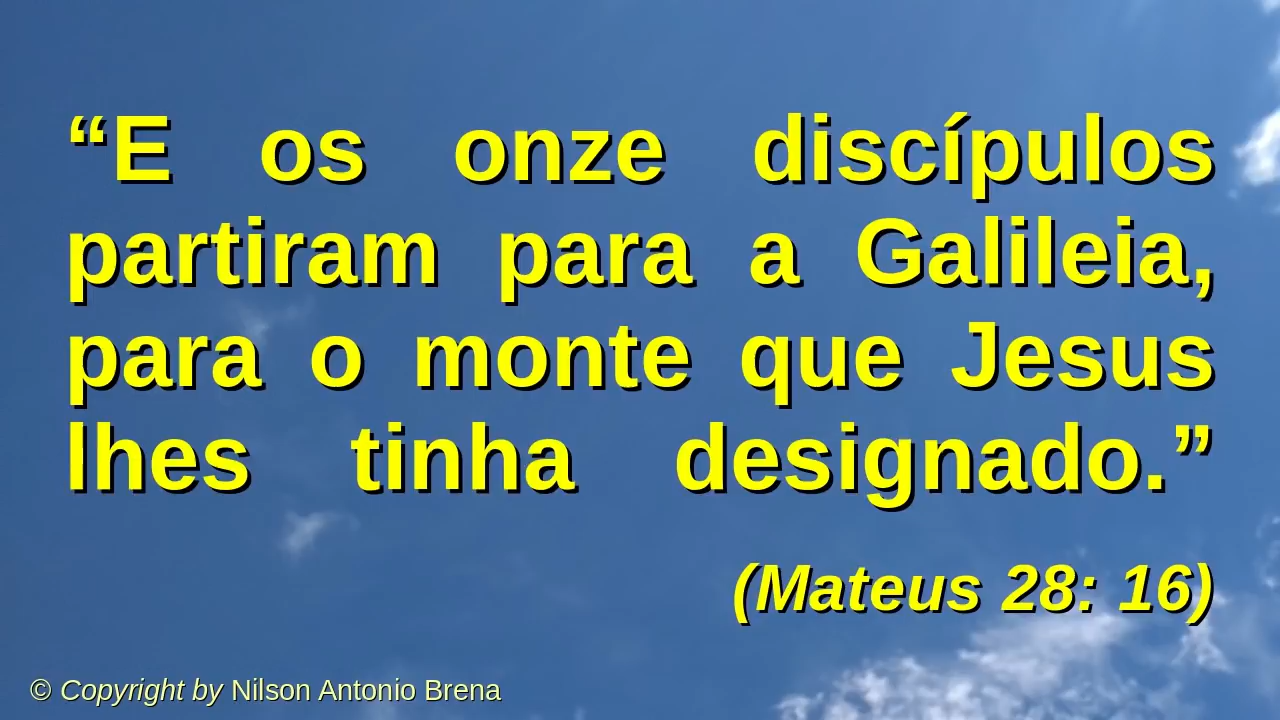 “E os onze discípulos
partiram para a Galileia,
para o monte que Jesus
lhes tinha designado.”
(Mateus 28: 16)
© Copyright by Nilson Antonio Brena